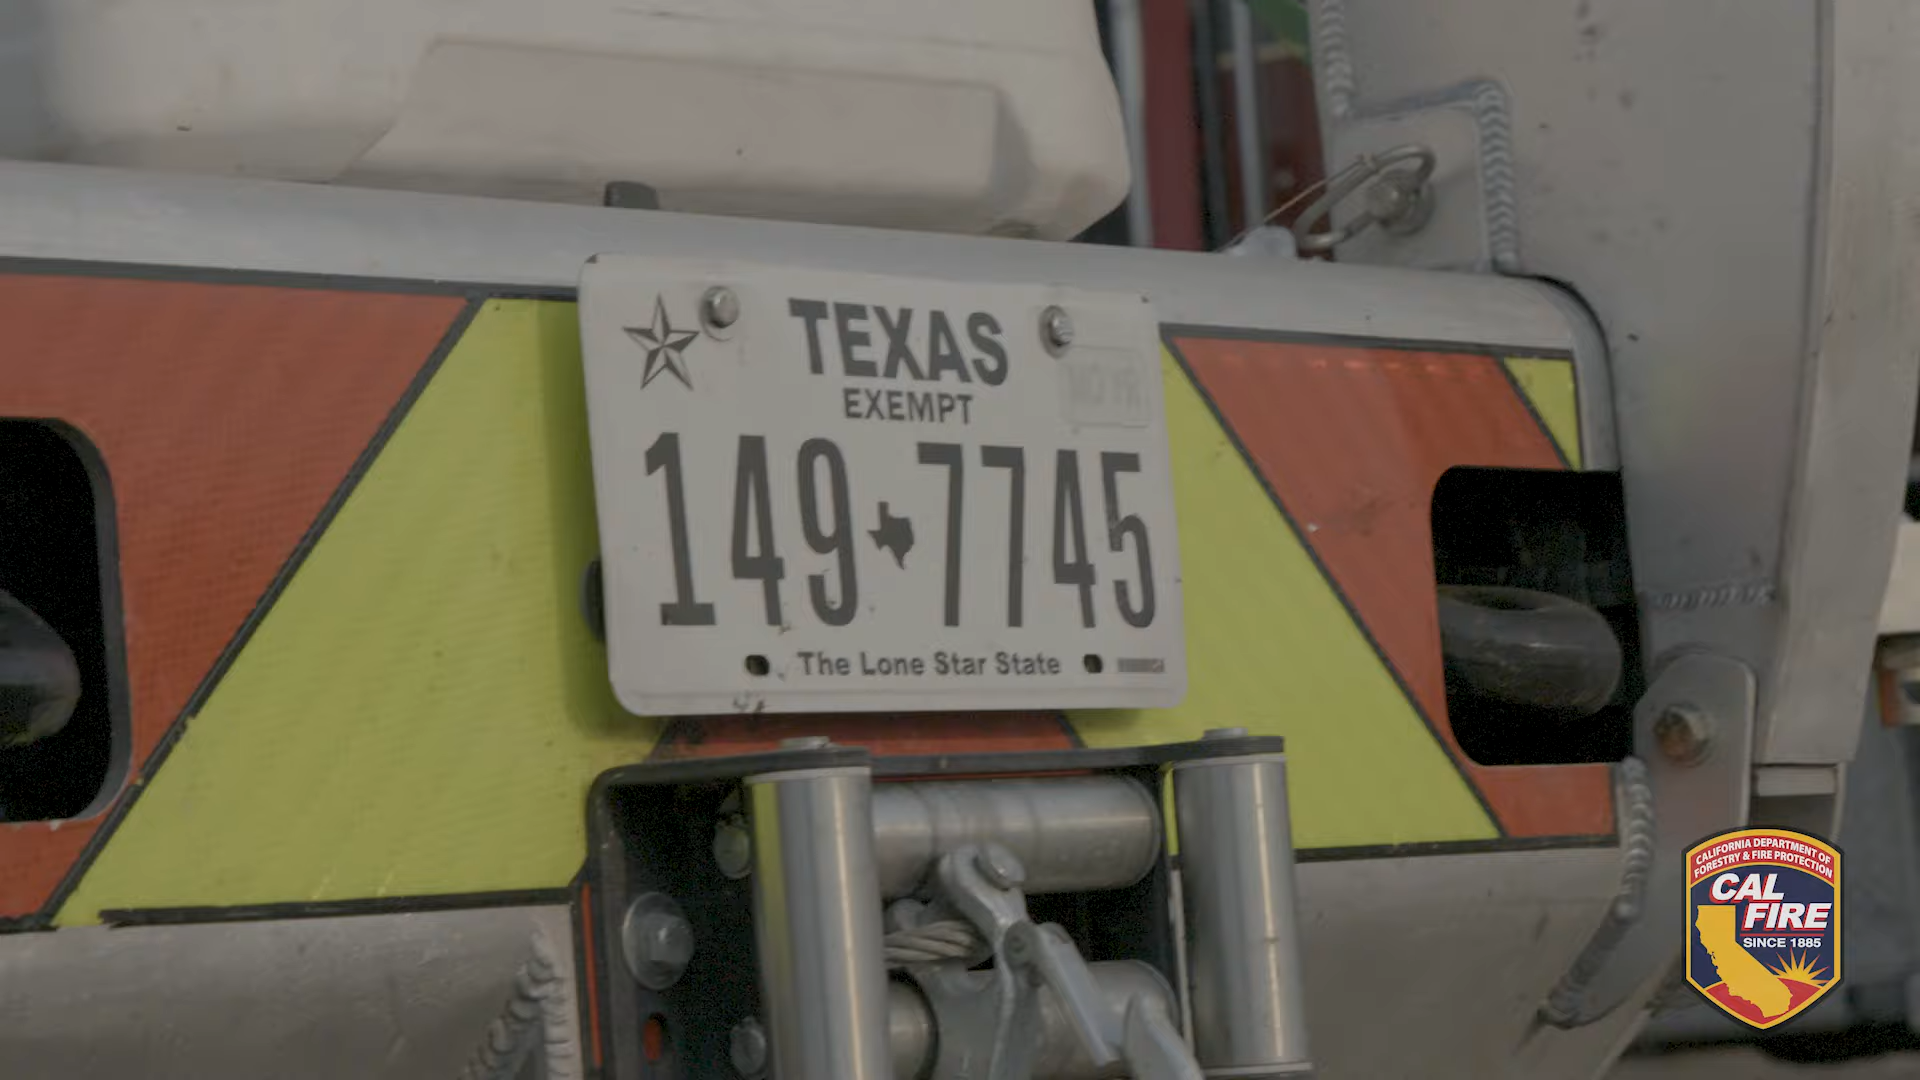 TEXAS
EXEMPT
149 7745
The Lone Star State
CALIFORNIA DEPARTMENT OF
FORESTRY & FIRE PROTECTION
CAL
FIRE
SINCE 1885